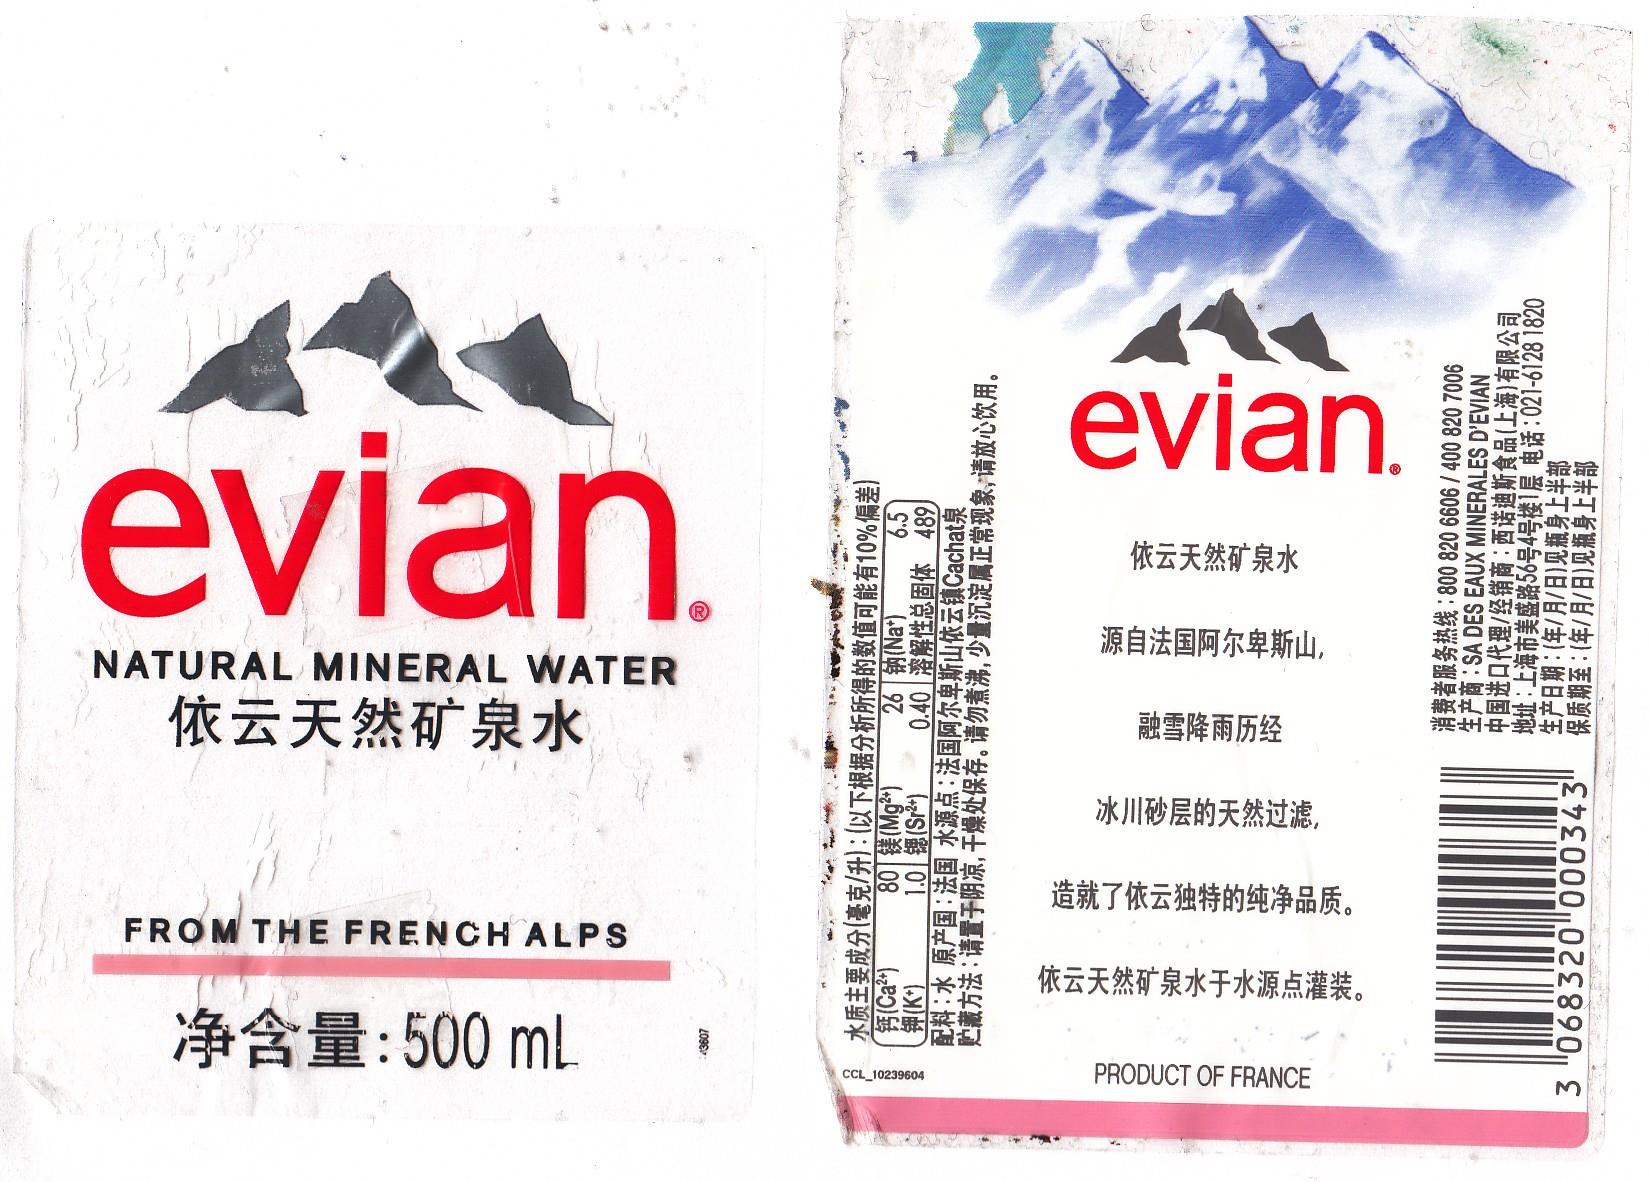 evian®
NATURAL MINERAL WATER
依云天然矿泉水
FROM THE FRENCH ALPS
净含量:500 mL
evian®
依云天然矿泉水
源自法国阿尔卑斯山,
融雪降雨历经
冰川砂层的天然过滤,
造就了依云独特的纯净品质。
依云天然矿泉水于水源点灌装。
PRODUCT OF FRANCE
水质主要成分(毫克/升):(以下根据分析所得的数值可能有10%偏差)
钙(Ca²⁺) 80 镁(Mg²⁺) 26 钠(Na⁺) 6.5
钾(K⁺) 1.0 锶(Sr²⁺) 0.40 溶解性总固体 489
配料:水 原产国:法国 水源点:法国阿尔卑斯山依云镇Cachat泉
贮藏方法:请置于阴凉,干燥处保存。请勿煮沸,少量沉淀属正常现象,请放心饮用。
CCL_10239604
消费者服务热线:800 820 6606 / 400 820 7006
生产商:SA DES EAUX MINERALES D'EVIAN
中国进口代理/经销商:西诺迪斯食品(上海)有限公司
地址:上海市美盛路56号4号楼1层 电话:021-6128 1820
生产日期:(年/月/日)见瓶身上半部
保质期至:(年/月/日)见瓶身上半部
3 068320 000343